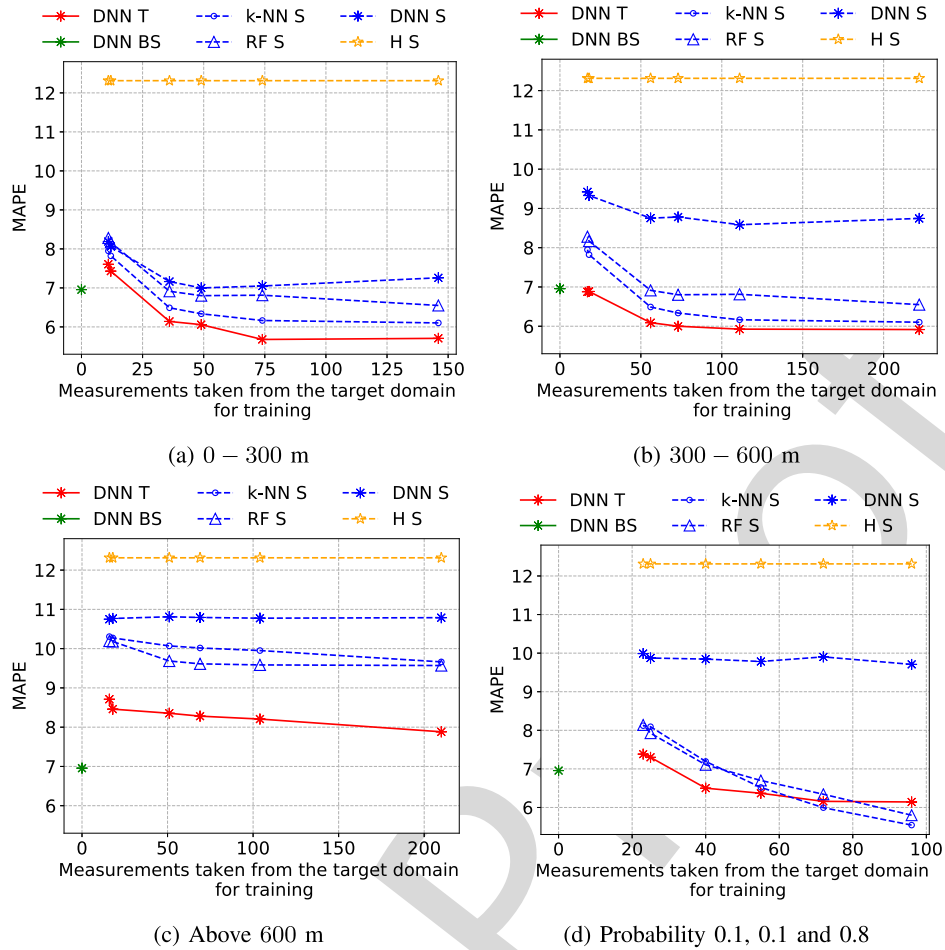 DNN T k-NN S DNN S
DNN BS RF S H S
12
11
10
9
8
7
6
MAPE
0 25 50 75 100 125 150
Measurements taken from the target domain
for training
(a) 0 – 300 m
DNN T k-NN S DNN S
DNN BS RF S H S
12
11
10
9
8
7
6
MAPE
0 50 100 150 200
Measurements taken from the target domain
for training
(b) 300 – 600 m
DNN T k-NN S DNN S
DNN BS RF S H S
12
11
10
9
8
7
6
MAPE
0 50 100 150 200
Measurements taken from the target domain
for training
(c) Above 600 m
DNN T k-NN S DNN S
DNN BS RF S H S
12
11
10
9
8
7
6
MAPE
0 20 40 60 80 100
Measurements taken from the target domain
for training
(d) Probability 0.1, 0.1 and 0.8